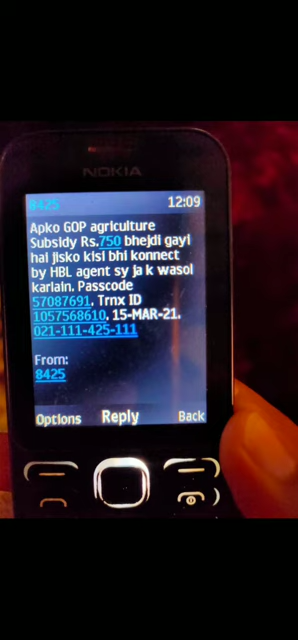 NOKIA
8425 12:09
Apko GOP agriculture
Subsidy Rs.750 bhejdi gayi
hai jisko kisi bhi konnect
by HBL agent sy ja k wasol
karlain. Passcode
57087691. Trnx ID
1057568610. 15-MAR-21.
021-111-425-111
From:
8425
Options Reply Back